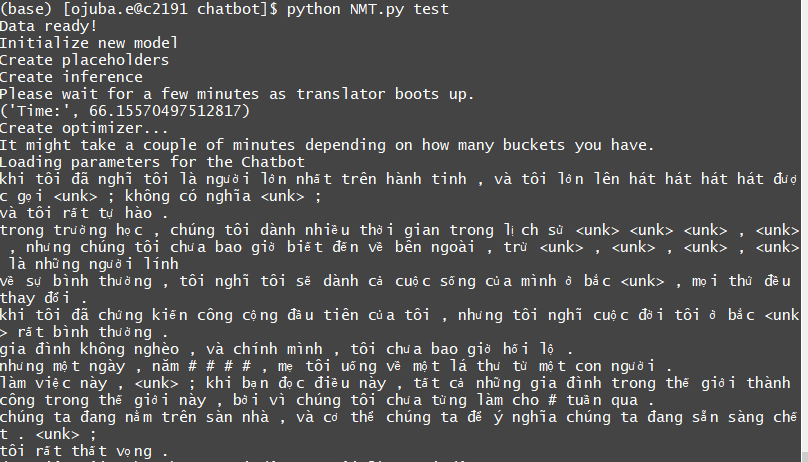 (base) [ojuba.e@c2191 chatbot]$ python NMT.py test
Data ready!
Initialize new model
Create placeholders
Create inference
Please wait for a few minutes as translator boots up.
('Time:', 66.15570497512817)
Create optimizer...
It might take a couple of minutes depending on how many buckets you have.
Loading parameters for the Chatbot
khi tôi đã nghĩ tôi là người lớn nhất trên hành tinh , và tôi lớn lên hát hát hát hát đượ
c gọi <unk> ; không có nghĩa <unk> ;
và tôi rất tự hào .
trong trường học , chúng tôi dành nhiều thời gian trong lịch sử <unk> <unk> <unk> , <unk>
, nhưng chúng tôi chưa bao giờ biết đến về bên ngoài , trừ <unk> , <unk> , <unk> , <unk>
là những người lính
về sự bình thường , tôi nghĩ tôi sẽ dành cả cuộc sống của mình ở bắc <unk> , mọi thứ đều
thay đổi .
khi tôi đã chứng kiến công cộng đầu tiên của tôi , nhưng tôi nghĩ cuộc đời tôi ở bắc <unk
> rất bình thường .
gia đình không nghèo , và chính mình , tôi chưa bao giờ hối lộ .
nhưng một ngày , năm # # # # , mẹ tôi uống về một lá thư từ một con người .
làm việc này , <unk> ; khi bạn đọc điều này , tất cả những gia đình trong thế giới thành
công trong thế giới này , bởi vì chúng tôi chưa từng làm cho # tuần qua .
chúng ta đang nằm trên sàn nhà , và cơ thể chúng ta để ý nghĩa chúng ta đang sẵn sàng chế
t . <unk> ;
tôi rất thất vọng .